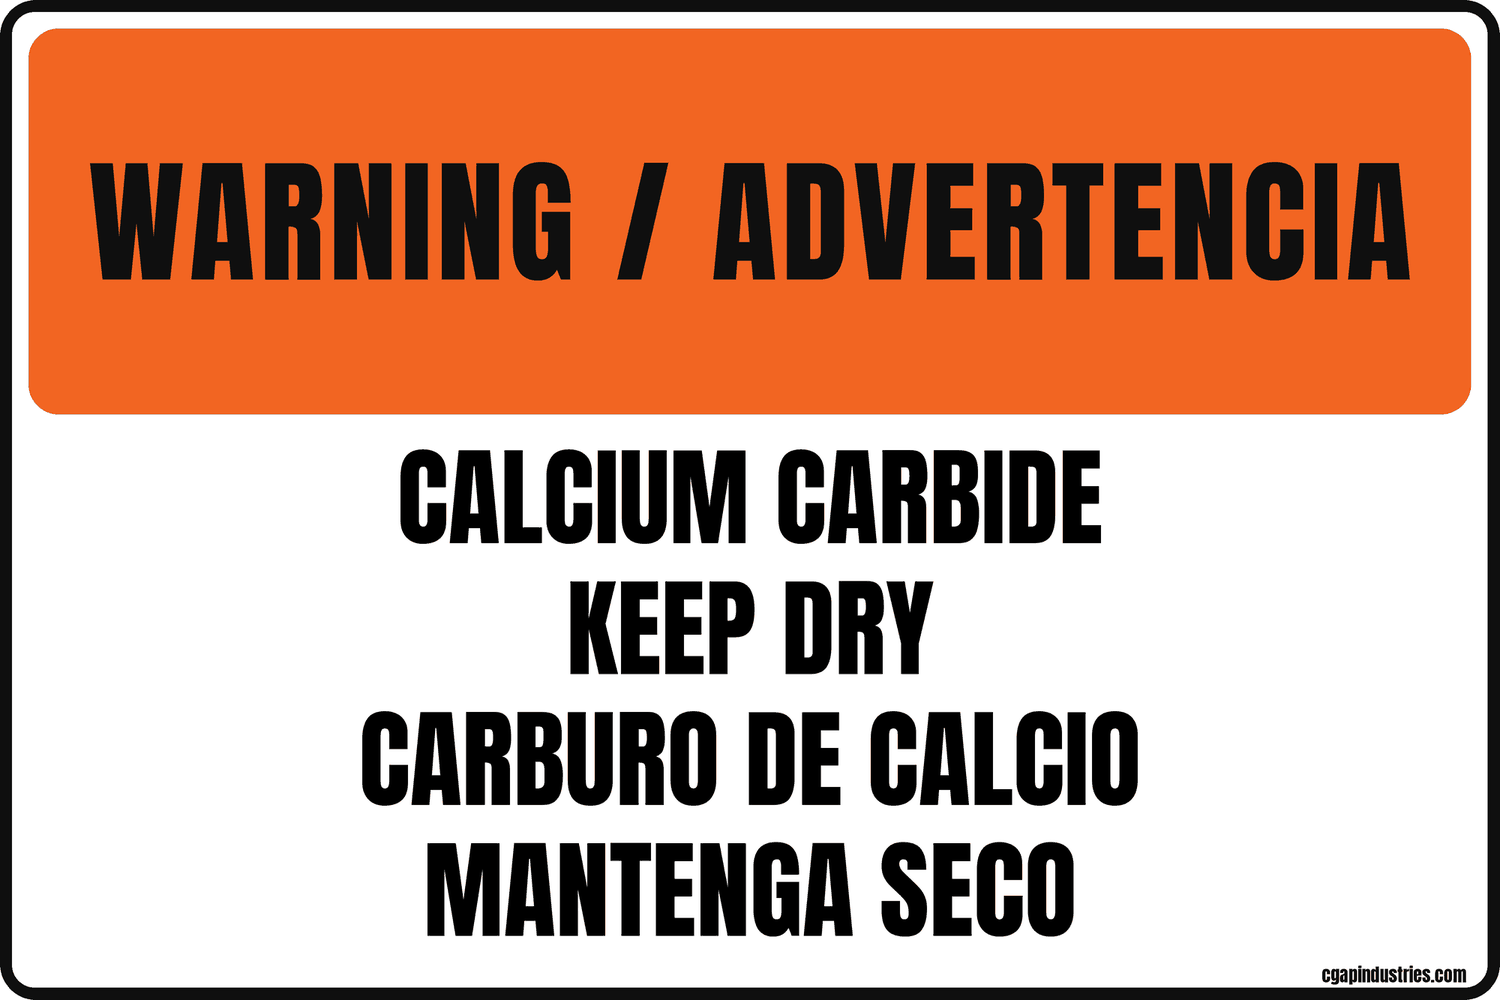 WARNING / ADVERTENCIA
CALCIUM CARBIDE
KEEP DRY
CARBURO DE CALCIO
MANTENGA SECO
cgapindustries.com